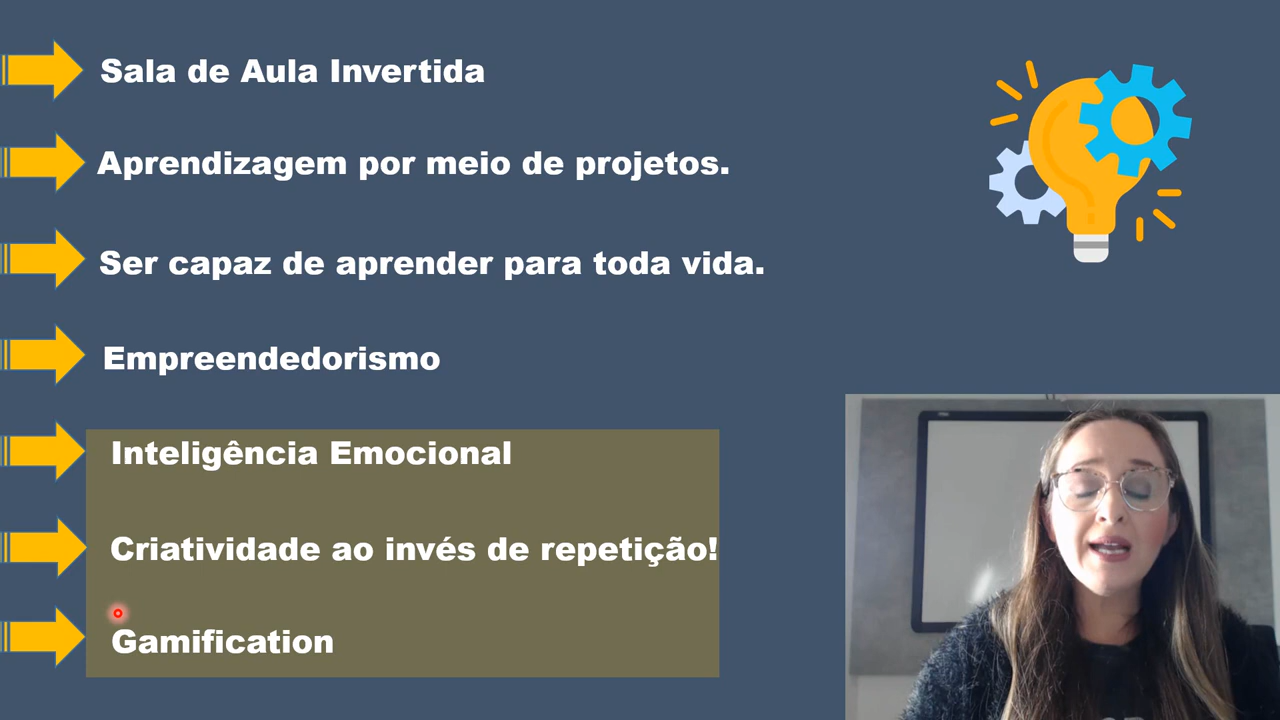 Sala de Aula Invertida
Aprendizagem por meio de projetos.
Ser capaz de aprender para toda vida.
Empreendedorismo
Inteligência Emocional
Criatividade ao invés de repetição!
Gamification